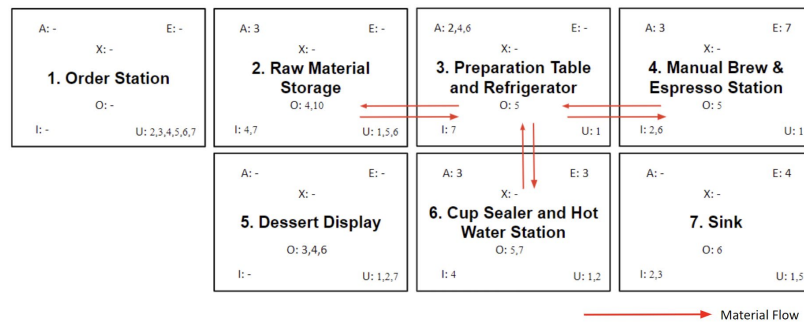 A: -
E: -
X: -
1. Order Station
O: -
I: -
U: 2,3,4,5,6,7
A: 3
E: -
X: -
2. Raw Material
Storage
O: 4,10
I: 4,7
U: 1,5,6
A: 2,4,6
E: -
X: -
3. Preparation Table
and Refrigerator
O: 5
I: 7
U: 1
A: 3
E: 7
X: -
4. Manual Brew &
Espresso Station
O: 5
I: 2,6
U: 1
A: -
E: -
X: -
5. Dessert Display
O: 3,4,6
I: -
U: 1,2,7
A: 3
E: 3
X: -
6. Cup Sealer and Hot
Water Station
O: 5,7
I: 4
U: 1,2
A: -
E: 4
X: -
7. Sink
O: 6
I: 2,3
U: 1,5
Material Flow